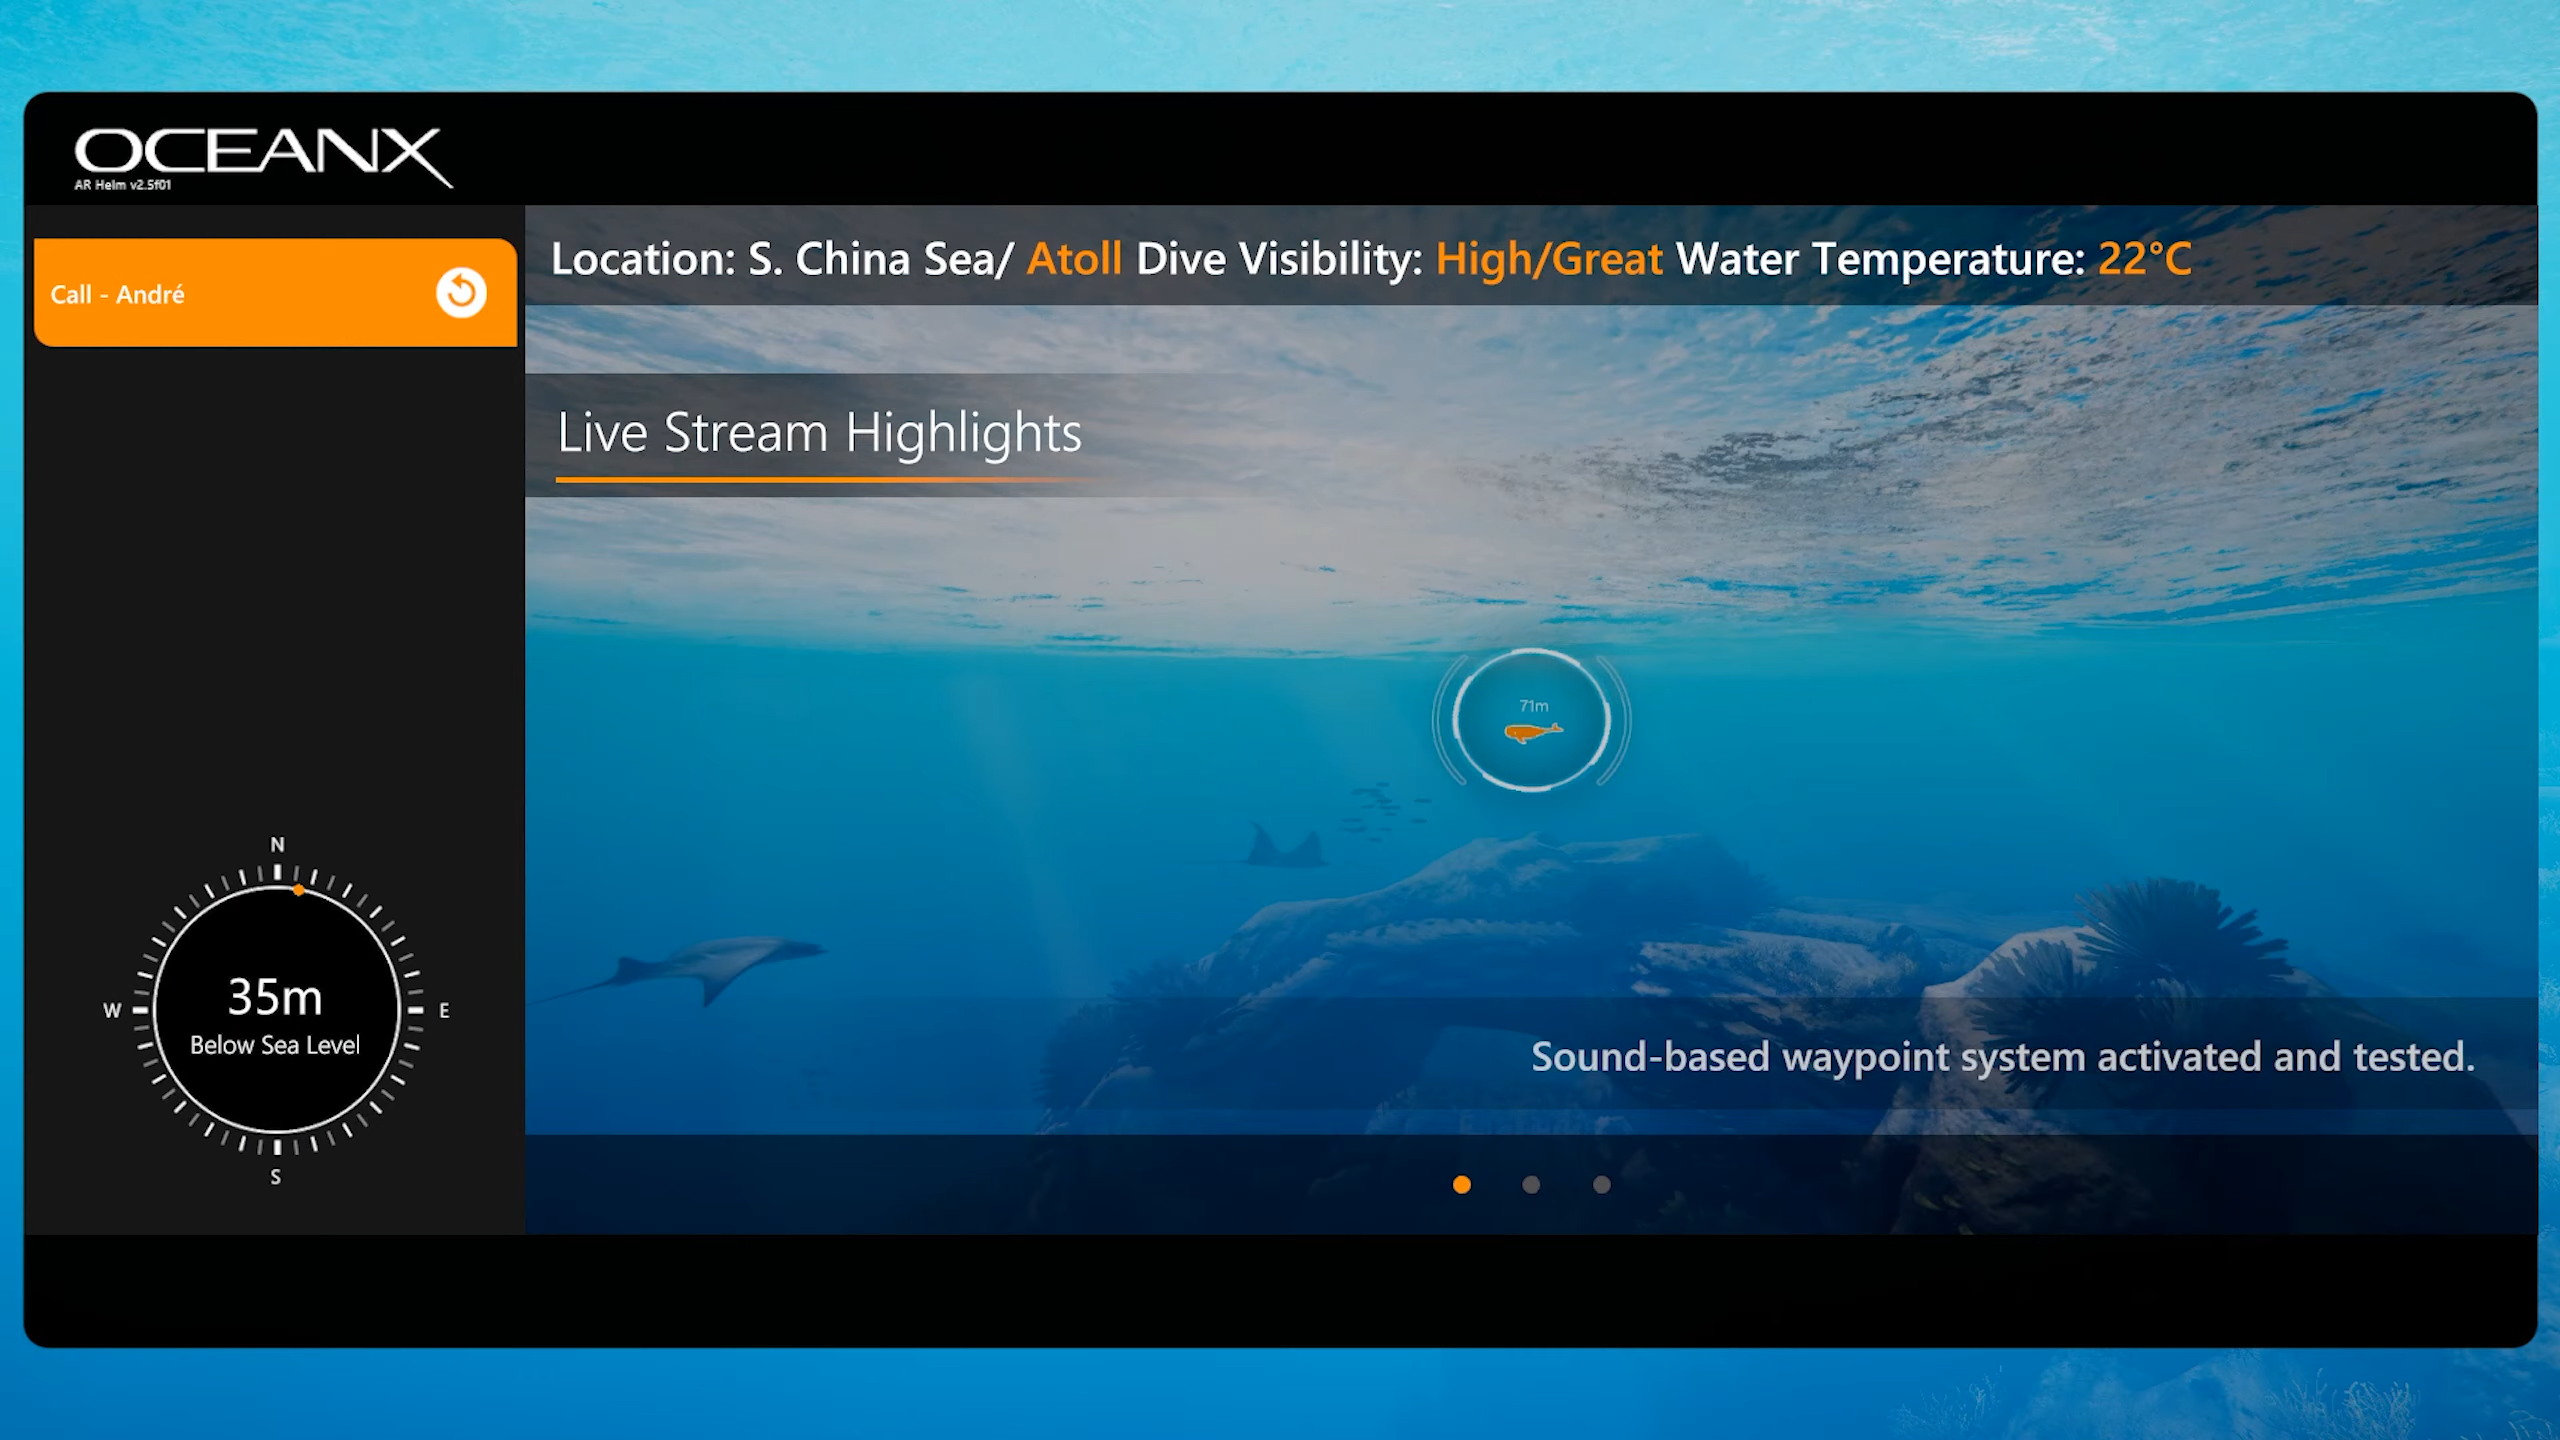 OCEANX
AR Helm v2.5f01
Call - André
Location: S. China Sea/ Atoll Dive Visibility: High/Great Water Temperature: 22°C
Live Stream Highlights
71m
N
W
E
S
35m
Below Sea Level
Sound-based waypoint system activated and tested.